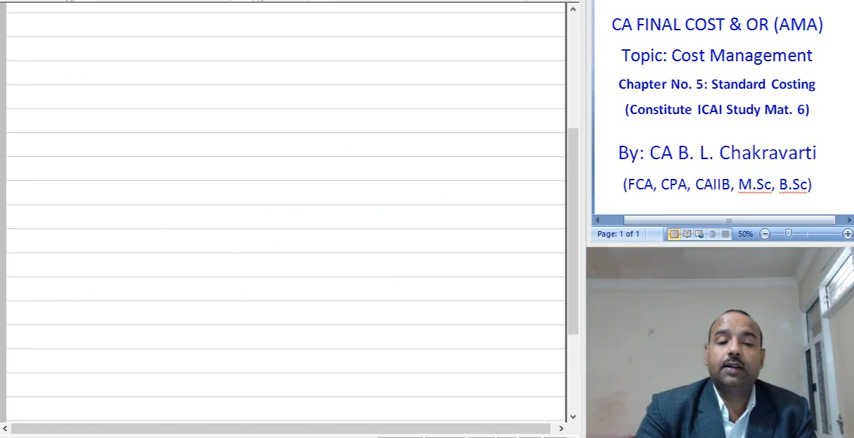 CA FINAL COST & OR (AMA)
Topic: Cost Management
Chapter No. 5: Standard Costing
(Constitute ICAI Study Mat. 6)
By: CA B. L. Chakravarti
(FCA, CPA, CAIIB, M.Sc, B.Sc)
Page: 1 of 1
50%